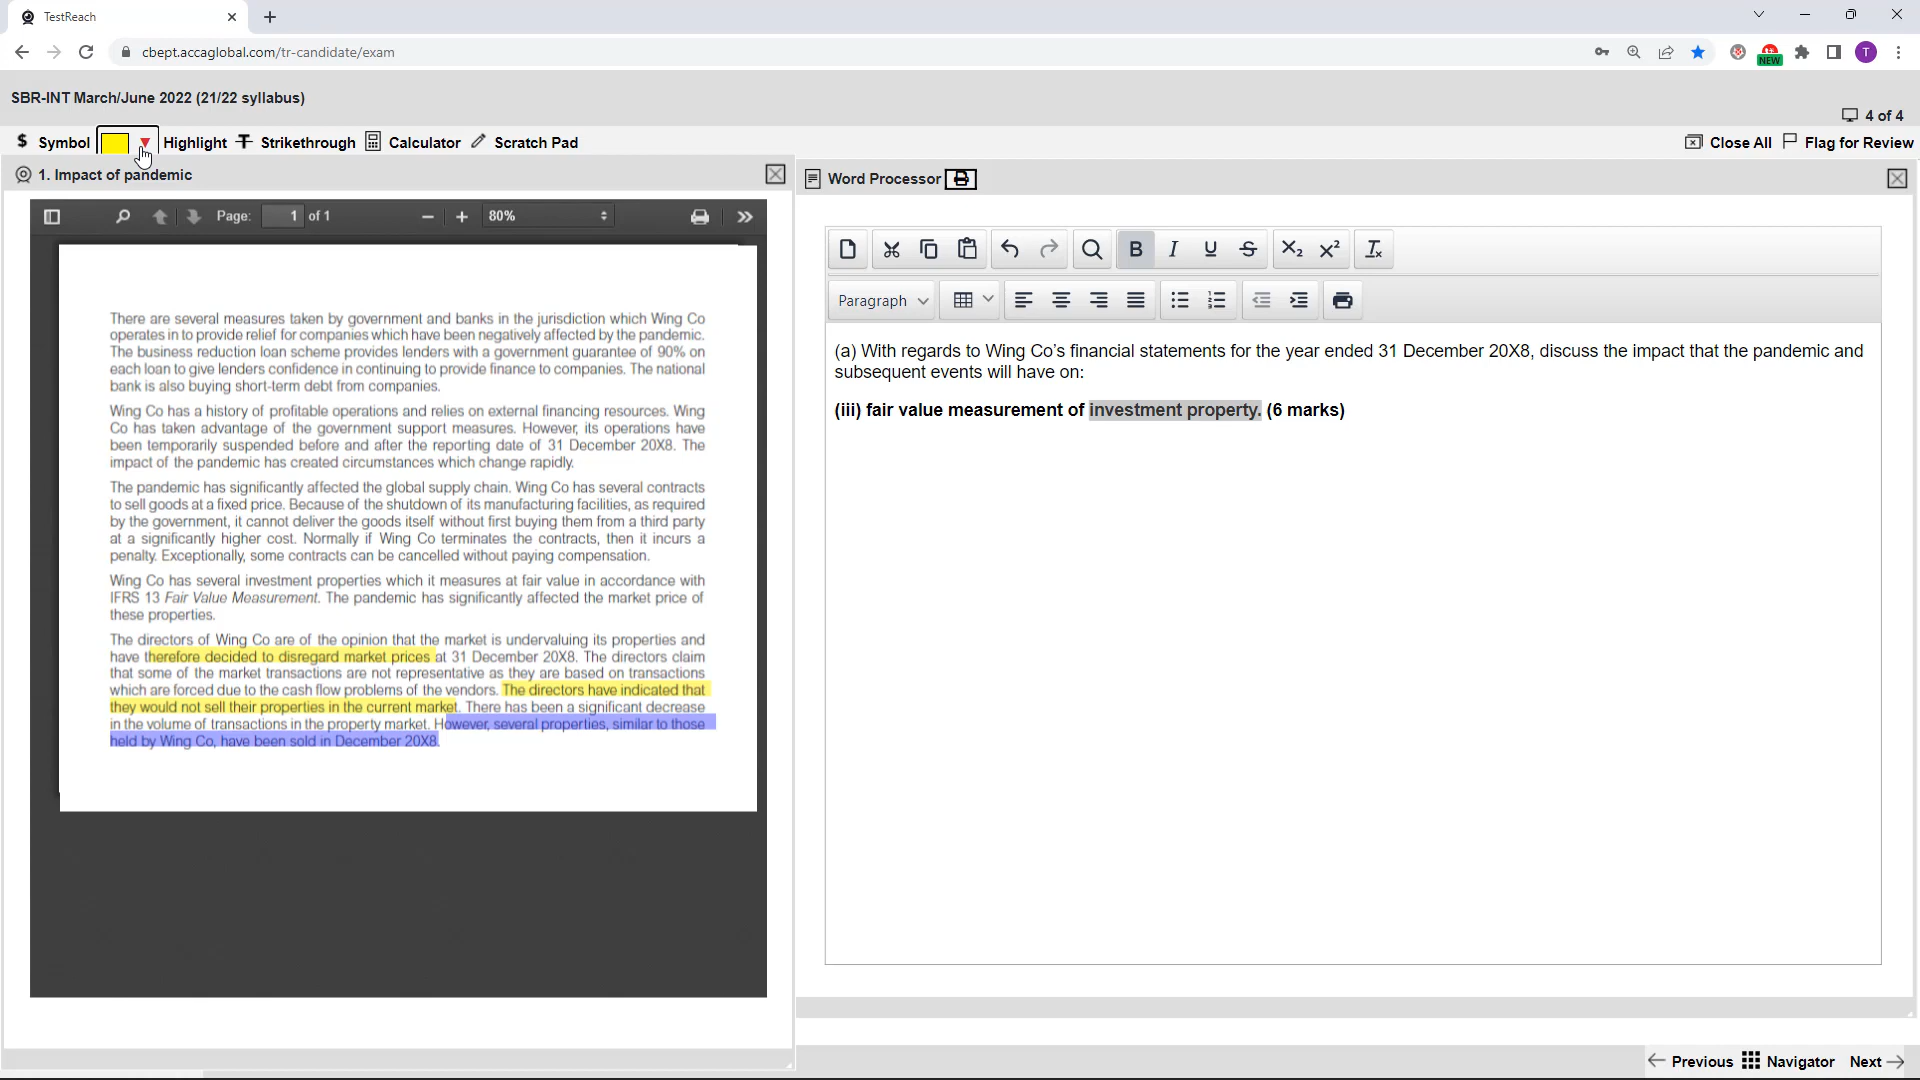 TestReach
cbept.accaglobal.com/tr-candidate/exam
NEW
T
SBR-INT March/June 2022 (21/22 syllabus)
4 of 4
$ Symbol Highlight Strikethrough Calculator Scratch Pad
Close All Flag for Review
1. Impact of pandemic
Page: 1 of 1
80%
There are several measures taken by government and banks in the jurisdiction which Wing Co
operates in to provide relief for companies which have been negatively affected by the pandemic.
The business reduction loan scheme provides lenders with a government guarantee of 90% on
each loan to give lenders confidence in continuing to provide finance to companies. The national
bank is also buying short-term debt from companies.
Wing Co has a history of profitable operations and relies on external financing resources. Wing
Co has taken advantage of the government support measures. However, its operations have
been temporarily suspended before and after the reporting date of 31 December 20X8. The
impact of the pandemic has created circumstances which change rapidly.
The pandemic has significantly affected the global supply chain. Wing Co has several contracts
to sell goods at a fixed price. Because of the shutdown of its manufacturing facilities, as required
by the government, it cannot deliver the goods itself without first buying them from a third party
at a significantly higher cost. Normally if Wing Co terminates the contracts, then it incurs a
penalty. Exceptionally, some contracts can be cancelled without paying compensation.
Wing Co has several investment properties which it measures at fair value in accordance with
IFRS 13 Fair Value Measurement. The pandemic has significantly affected the market price of
these properties.
The directors of Wing Co are of the opinion that the market is undervaluing its properties and
have therefore decided to disregard market prices at 31 December 20X8. The directors claim
that some of the market transactions are not representative as they are based on transactions
which are forced due to the cash flow problems of the vendors. The directors have indicated that
they would not sell their properties in the current market. There has been a significant decrease
in the volume of transactions in the property market. However, several properties, similar to those
held by Wing Co, have been sold in December 20X8.
Word Processor
B I U S X₂ X² Iₓ
Paragraph
(a) With regards to Wing Co's financial statements for the year ended 31 December 20X8, discuss the impact that the pandemic and
subsequent events will have on:
(iii) fair value measurement of investment property. (6 marks)
Previous Navigator Next